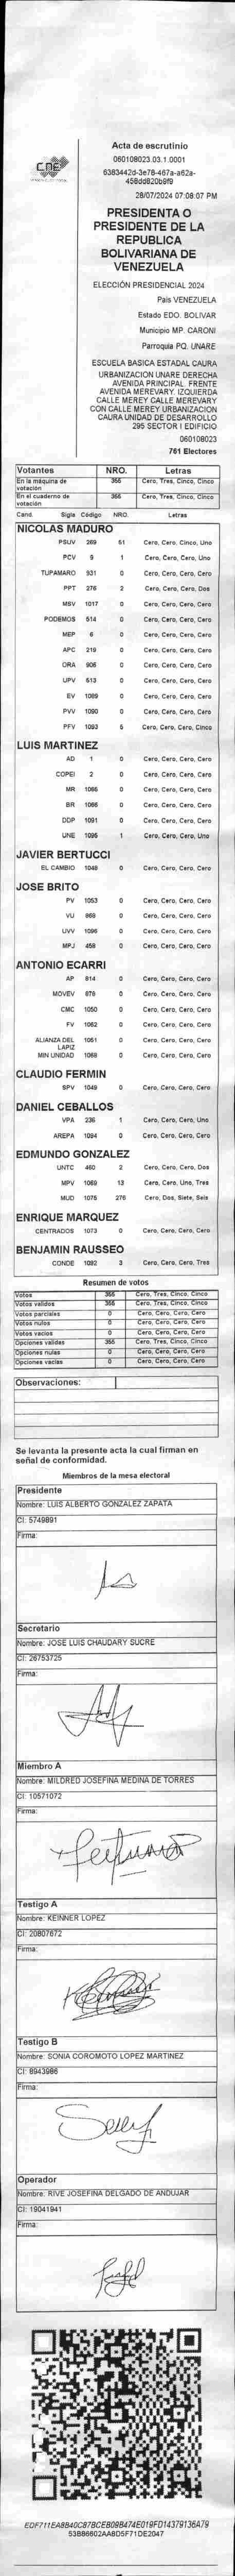 cne
Acta de escrutinio
060108023.03.1.0001
6383442d-3e78-467a-a62a-
458dd820b9f9
28/07/2024 07:08:07 PM
PRESIDENTA O
PRESIDENTE DE LA
REPUBLICA
BOLIVARIANA DE
VENEZUELA
ELECCIÓN PRESIDENCIAL 2024
Pais VENEZUELA
Estado EDO. BOLIVAR
Municipio MP. CARONI
Parroquia PQ. UNARE
ESCUELA BASICA ESTADAL CAURA
URBANIZACION UNARE DERECHA
AVENIDA PRINCIPAL. FRENTE
AVENIDA MEREVARY. IZQUIERDA
CALLE MEREY CALLE MEREVARY
CON CALLE MEREY URBANIZACION
CAURA UNIDAD DE DESARROLLO
295 SECTOR I EDIFICIO
060108023
761 Electores
Votantes NRO. Letras
En la máquina de votación 355 Cero, Tres, Cinco, Cinco
En el cuaderno de votación 355 Cero, Tres, Cinco, Cinco
Cand. Sigla Código NRO. Letras
NICOLAS MADURO
PSUV 269 51 Cero, Cero, Cinco, Uno
PCV 9 1 Cero, Cero, Cero, Uno
TUPAMARO 931 0 Cero, Cero, Cero, Cero
PPT 276 2 Cero, Cero, Cero, Dos
MSV 1017 0 Cero, Cero, Cero, Cero
PODEMOS 514 0 Cero, Cero, Cero, Cero
MEP 6 0 Cero, Cero, Cero, Cero
APC 219 0 Cero, Cero, Cero, Cero
ORA 906 0 Cero, Cero, Cero, Cero
UPV 513 0 Cero, Cero, Cero, Cero
EV 1089 0 Cero, Cero, Cero, Cero
PVV 1090 0 Cero, Cero, Cero, Cero
PFV 1093 5 Cero, Cero, Cero, Cinco
LUIS MARTINEZ
AD 1 0 Cero, Cero, Cero, Cero
COPEI 2 0 Cero, Cero, Cero, Cero
MR 1065 0 Cero, Cero, Cero, Cero
BR 1066 0 Cero, Cero, Cero, Cero
DDP 1091 0 Cero, Cero, Cero, Cero
UNE 1095 1 Cero, Cero, Cero, Uno
JAVIER BERTUCCI
EL CAMBIO 1048 0 Cero, Cero, Cero, Cero
JOSE BRITO
PV 1053 0 Cero, Cero, Cero, Cero
VU 868 0 Cero, Cero, Cero, Cero
UVV 1096 0 Cero, Cero, Cero, Cero
MPJ 458 0 Cero, Cero, Cero, Cero
ANTONIO ECARRI
AP 814 0 Cero, Cero, Cero, Cero
MOVEV 978 0 Cero, Cero, Cero, Cero
CMC 1050 0 Cero, Cero, Cero, Cero
FV 1062 0 Cero, Cero, Cero, Cero
ALIANZA DEL LAPIZ 1051 0 Cero, Cero, Cero, Cero
MIN UNIDAD 1068 0 Cero, Cero, Cero, Cero
CLAUDIO FERMIN
SPV 1049 0 Cero, Cero, Cero, Cero
DANIEL CEBALLOS
VPA 236 1 Cero, Cero, Cero, Uno
AREPA 1094 0 Cero, Cero, Cero, Cero
EDMUNDO GONZALEZ
UNTC 460 2 Cero, Cero, Cero, Dos
MPV 1069 13 Cero, Cero, Uno, Tres
MUD 1075 276 Cero, Dos, Siete, Seis
ENRIQUE MARQUEZ
CENTRADOS 1073 0 Cero, Cero, Cero, Cero
BENJAMIN RAUSSEO
CONDE 1092 3 Cero, Cero, Cero, Tres
Resumen de votos
Votos 355 Cero, Tres, Cinco, Cinco
Votos validos 355 Cero, Tres, Cinco, Cinco
Votos parciales 0 Cero, Cero, Cero, Cero
Votos nulos 0 Cero, Cero, Cero, Cero
Votos vacios 0 Cero, Cero, Cero, Cero
Opciones validas 355 Cero, Tres, Cinco, Cinco
Opciones nulas 0 Cero, Cero, Cero, Cero
Opciones vacias 0 Cero, Cero, Cero, Cero
Observaciones:
Se levanta la presente acta la cual firman en
señal de conformidad.
Miembros de la mesa electoral
Presidente
Nombre: LUIS ALBERTO GONZALEZ ZAPATA
CI: 5749891
Firma:
Secretario
Nombre: JOSE LUIS CHAUDARY SUCRE
CI: 26753725
Firma:
Miembro A
Nombre: MILDRED JOSEFINA MEDINA DE TORRES
CI: 10571072
Firma:
Testigo A
Nombre: KEINNER LOPEZ
CI: 20807672
Firma:
Testigo B
Nombre: SONIA COROMOTO LOPEZ MARTINEZ
CI: 8943986
Firma:
Operador
Nombre: RIVE JOSEFINA DELGADO DE ANDUJAR
CI: 19041941
Firma:
EDF711EA8B40C87BCEB09B474E019FD14379136A79
53B86602AA8D5F71DE2047